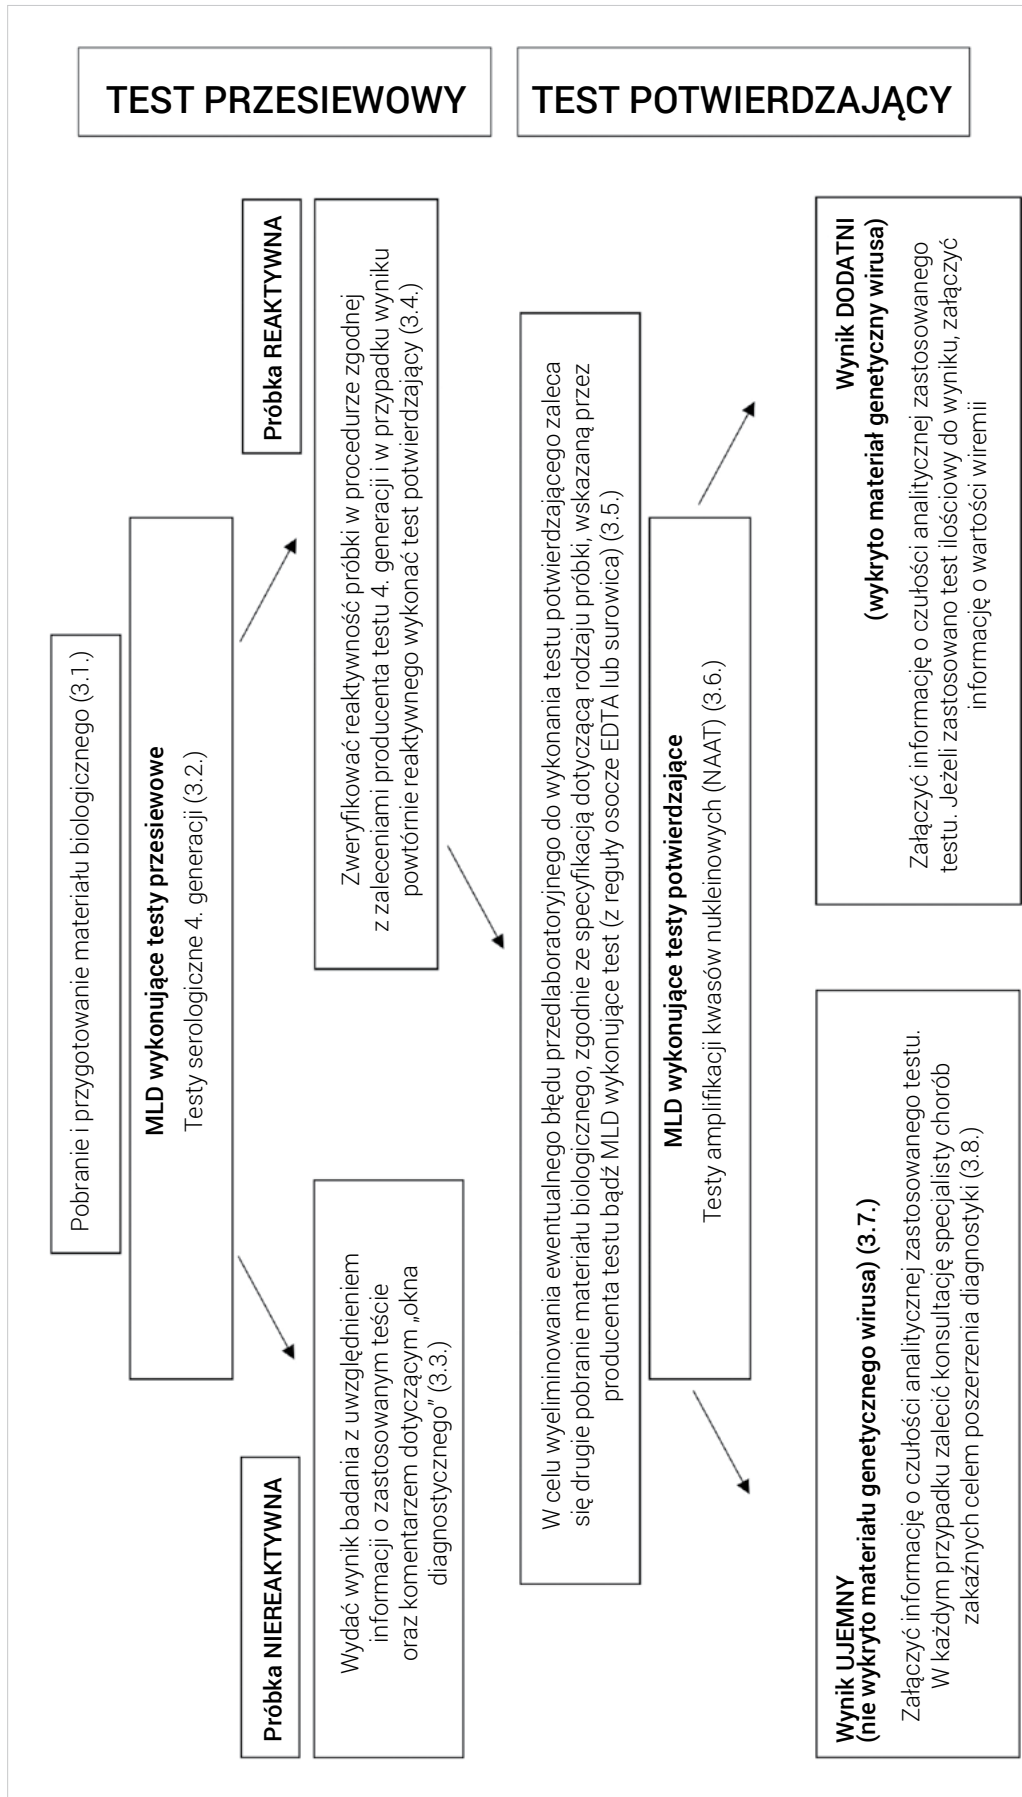 TEST PRZESIEWOWY
TEST POTWIERDZAJĄCY
Pobranie i przygotowanie materiału biologicznego (3.1.)
MLD wykonujące testy przesiewowe
Testy serologiczne 4. generacji (3.2.)
Próbka NIEREAKTYWNA
Wydać wynik badania z uwzględnieniem
informacji o zastosowanym teście
oraz komentarzem dotyczącym „okna
diagnostycznego” (3.3.)
Próbka REAKTYWNA
Zweryfikować reaktywność próbki w procedurze zgodnej
z zaleceniami producenta testu 4. generacji i w przypadku wyniku
powtórnie reaktywnego wykonać test potwierdzający (3.4.)
W celu wyeliminowania ewentualnego błędu przedlaboratoryjnego do wykonania testu potwierdzającego zaleca
się drugie pobranie materiału biologicznego, zgodnie ze specyfikacją dotyczącą rodzaju próbki, wskazaną przez
producenta testu bądź MLD wykonujące test (z reguły osocze EDTA lub surowica) (3.5.)
MLD wykonujące testy potwierdzające
Testy amplifikacji kwasów nukleinowych (NAAT) (3.6.)
Wynik UJEMNY
(nie wykryto materiału genetycznego wirusa) (3.7.)
Załączyć informację o czułości analitycznej zastosowanego testu.
W każdym przypadku zalecić konsultację specjalisty chorób
zakaźnych celem poszerzenia diagnostyki (3.8.)
Wynik DODATNI
(wykryto materiał genetyczny wirusa)
Załączyć informację o czułości analitycznej zastosowanego
testu. Jeżeli zastosowano test ilościowy do wyniku, załączyć
informację o wartości wiremii